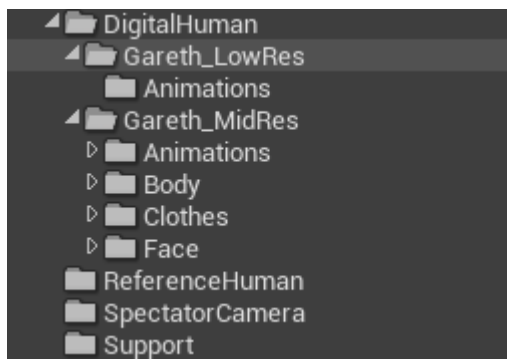 DigitalHuman
Gareth_LowRes
Animations
Gareth_MidRes
Animations
Body
Clothes
Face
ReferenceHuman
SpectatorCamera
Support